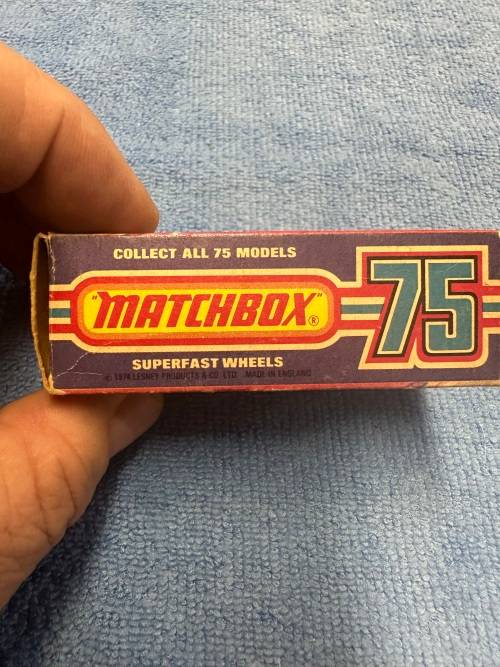 COLLECT ALL 75 MODELS
"MATCHBOX"®
75
SUPERFAST WHEELS
© 1974 LESNEY PRODUCTS & CO. LTD. MADE IN ENGLAND